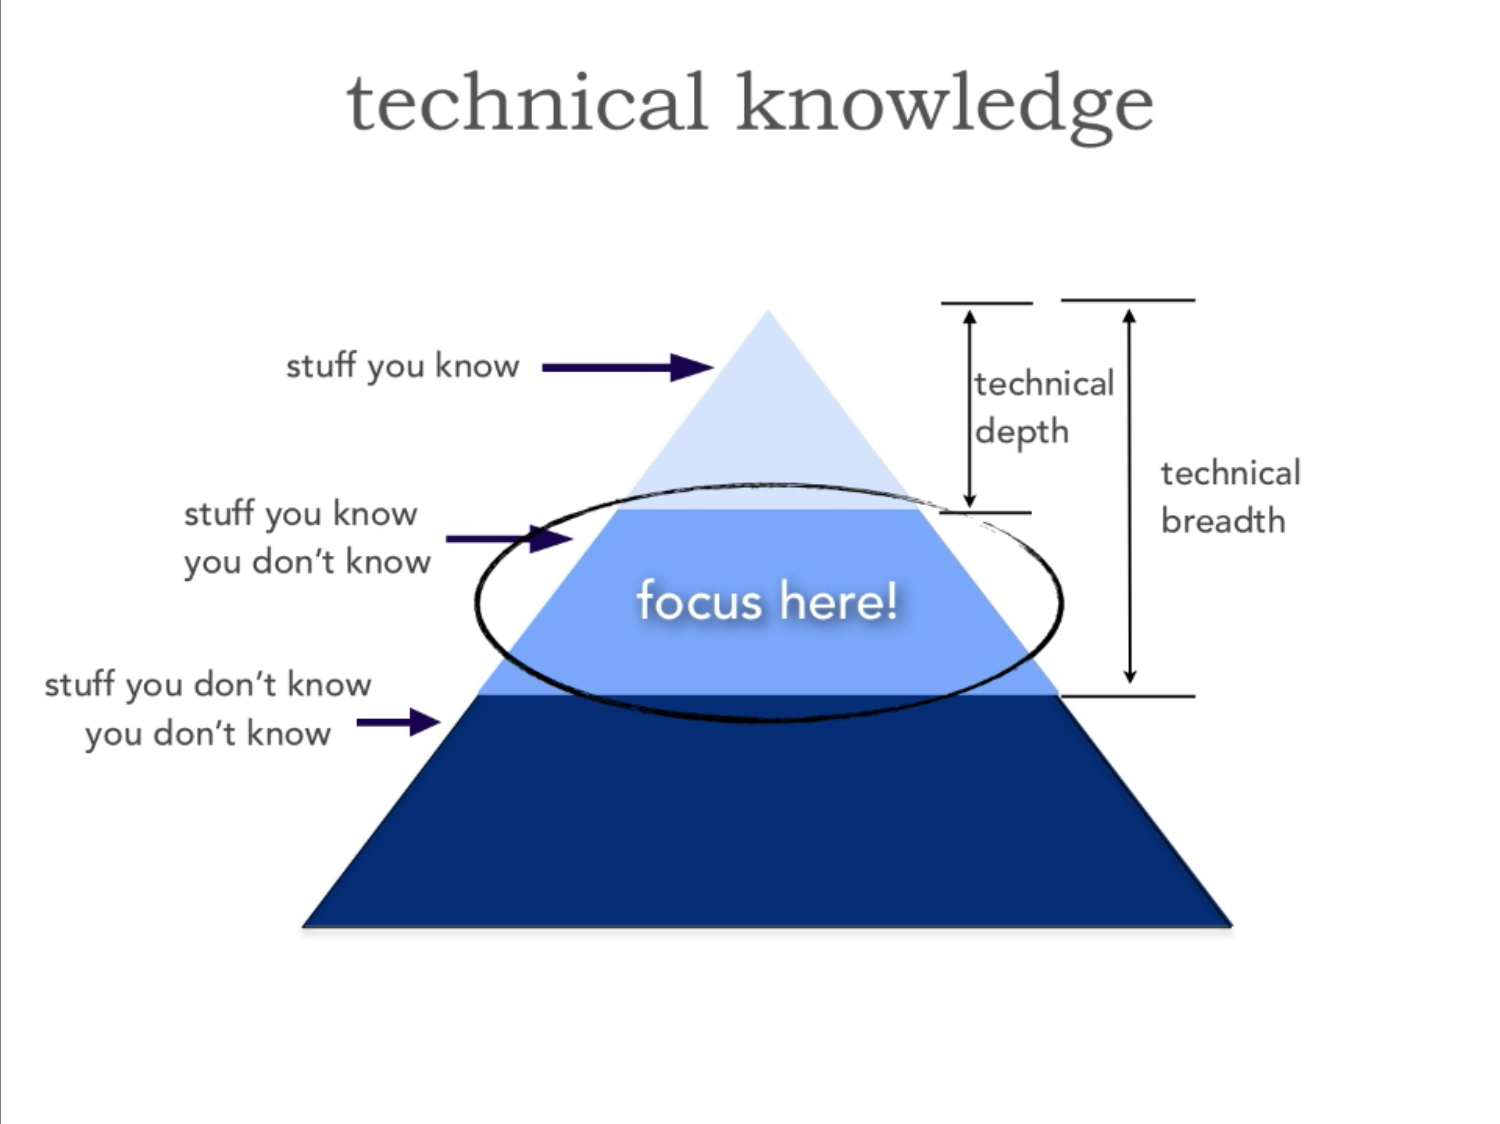 technical knowledge
stuff you know
technical
depth
technical
breadth
stuff you know
you don’t know
focus here!
stuff you don’t know
you don’t know